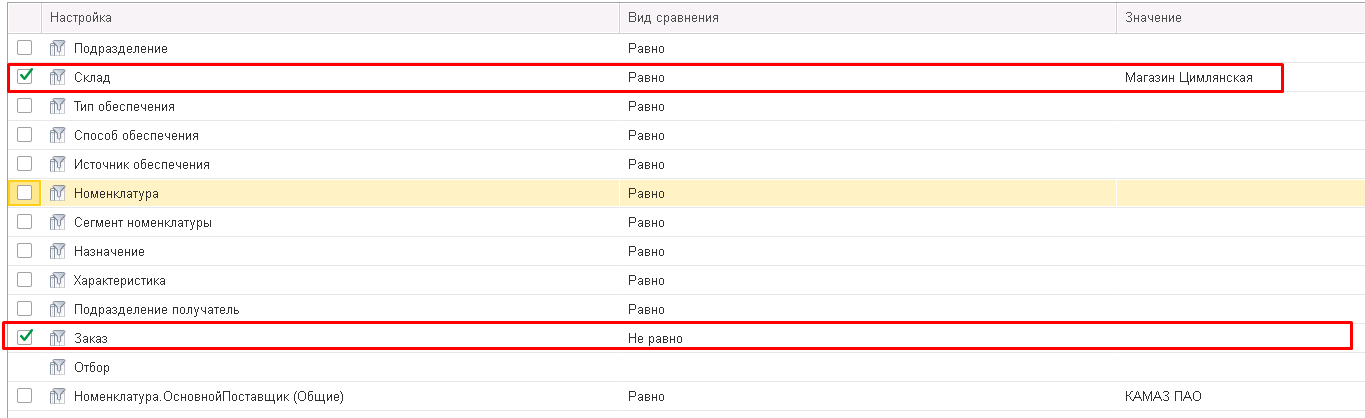 Настройка Вид сравнения Значение
Подразделение Равно
Склад Равно Магазин Цимлянская
Тип обеспечения Равно
Способ обеспечения Равно
Источник обеспечения Равно
Номенклатура Равно
Сегмент номенклатуры Равно
Назначение Равно
Характеристика Равно
Подразделение получатель Равно
Заказ Не равно
Отбор
Номенклатура.ОсновнойПоставщик (Общие) Равно КАМАЗ ПАО